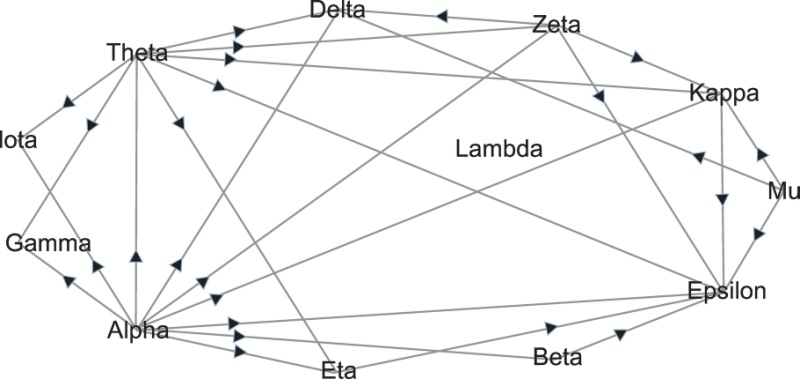 Delta
Zeta
Theta
Kappa
Iota
Lambda
Mu
Gamma
Epsilon
Alpha
Beta
Eta